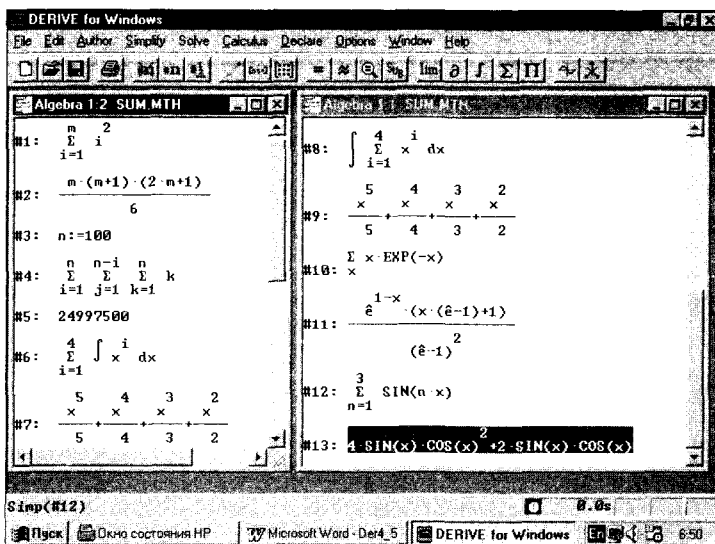 DERIVE for Windows
File Edit Author Simplify Solve Calculus Declare Options Window Help
= ≈ Sub lim ∂ ∫ Σ Π
Algebra 1:2 SUM.MTH
#1: m 2
Σ i
i=1
#2: m·(m+1)·(2·m+1)
6
#3: n:=100
#4: n n-i n
Σ Σ Σ k
i=1 j=1 k=1
#5: 24997500
#6: 4 i
Σ ∫ x dx
i=1
#7: 5 4 3 2
x x x x
+ + +
5 4 3 2
Algebra 1:1 SUM.MTH
#8: 4 i
∫ Σ x dx
i=1
#9: 5 4 3 2
x x x x
+ + +
5 4 3 2
#10: Σ x·EXP(-x)
x
#11: 1-x
ê ·(x·(ê-1)+1)
2
(ê-1)
#12: 3
Σ SIN(n·x)
n=1
#13: 2
4·SIN(x)·COS(x) +2·SIN(x)·COS(x)
Simp(#12) 0.0s
Пуск Окно состояния HP Microsoft Word - Der4_5 DERIVE for Windows 6:50